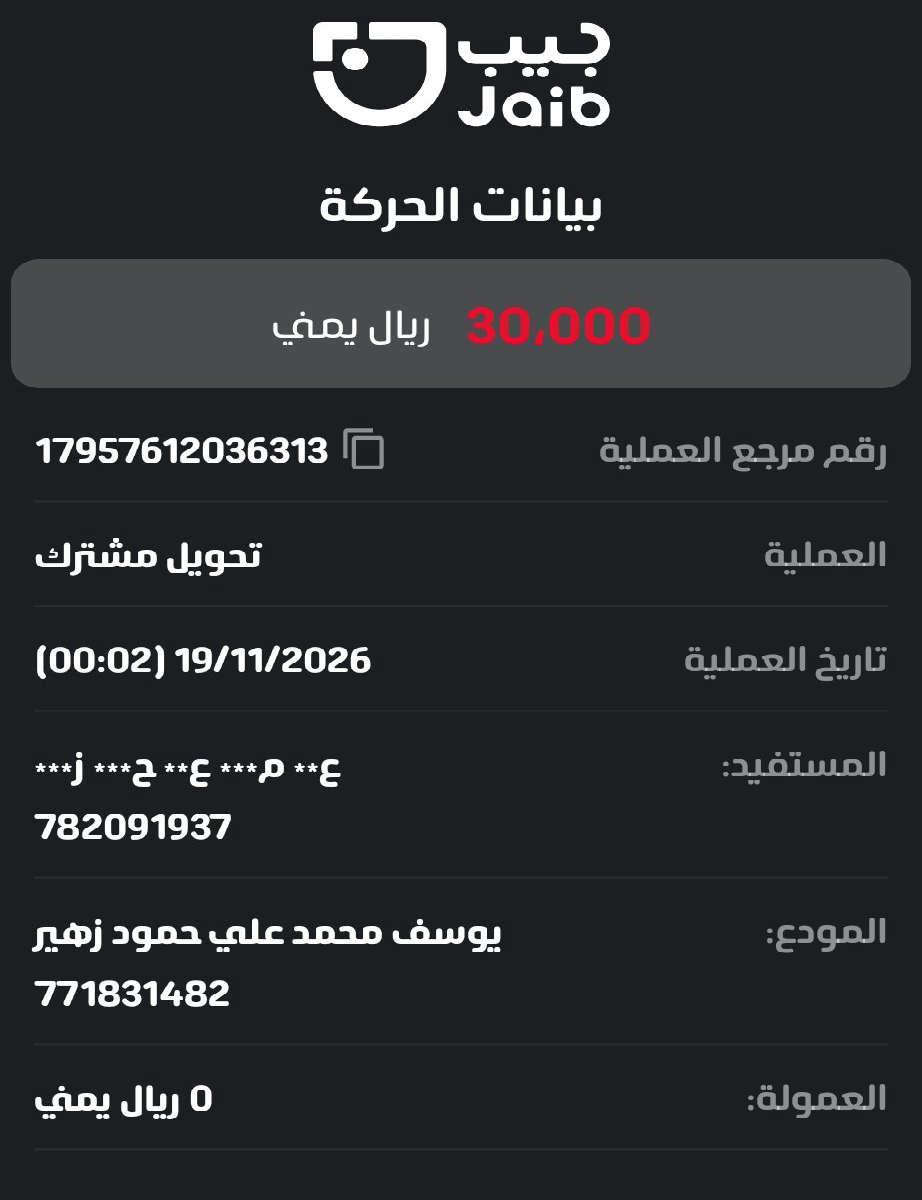 جيب
Jaib
بيانات الحركة
30,000 ريال يمني
رقم مرجع العملية 17957612036313
العملية تحويل مشترك
تاريخ العملية 19/11/2026 (00:02)
المستفيد: ع** م*** ع** ح*** ز***
782091937
المودع: يوسف محمد علي حمود زهير
771831482
العمولة: 0 ريال يمني